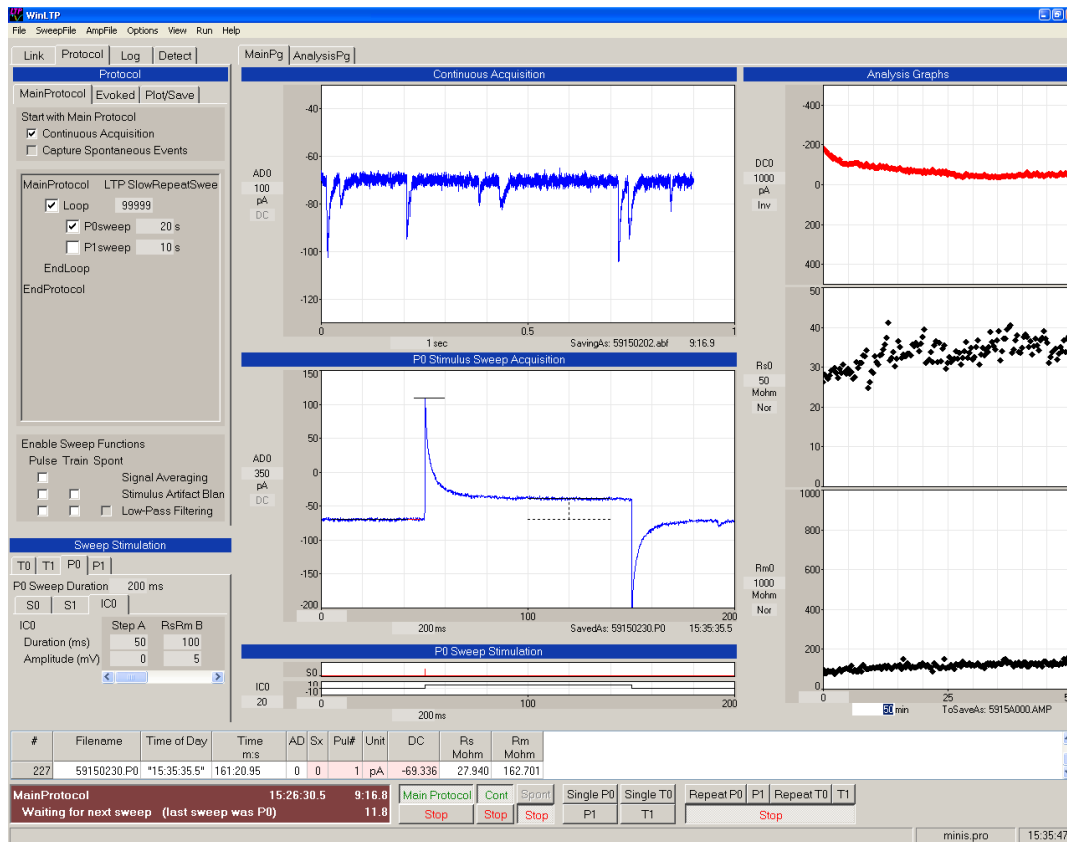 WinLTP
File SweepFile AmpFile Options View Run Help
Link Protocol Log Detect
Protocol
MainProtocol Evoked Plot/Save
Start with Main Protocol
Continuous Acquisition
Capture Spontaneous Events
MainProtocol LTP SlowRepeatSwee
Loop 99999
P0sweep 20 s
P1sweep 10 s
EndLoop
EndProtocol
Enable Sweep Functions
Pulse Train Spont
Signal Averaging
Stimulus Artifact Blan
Low-Pass Filtering
Sweep Stimulation
T0 T1 P0 P1
P0 Sweep Duration 200 ms
S0 S1 IC0
IC0 Step A RsRm B
Duration (ms) 50 100
Amplitude (mV) 0 5
MainPg AnalysisPg
Continuous Acquisition
AD0
100
pA
DC
-40
-60
-80
-100
-120
0 0.5 1
1 sec SavingAs: 59150202.abf 9:16.9
P0 Stimulus Sweep Acquisition
AD0
350
pA
DC
150
100
50
0
-50
-100
-150
-200
0 100 200
200 ms SavedAs: 59150230.P0 15:35:35.5
P0 Sweep Stimulation
S0
IC0
20
10
-10
0 100 200
200 ms
Analysis Graphs
DC0
1000
pA
Inv
-400
-200
0
200
400
Rs0
50
Mohm
Nor
50
40
30
20
10
0
Rm0
1000
Mohm
Nor
1000
800
600
400
200
0
0 25 5
50 min ToSaveAs: 5915A000.AMP
# Filename Time of Day Time m:s AD Sx Pul# Unit DC Rs Mohm Rm Mohm
227 59150230.P0 "15:35:35.5" 161:20.95 0 0 1 pA -69.336 27.940 162.701
MainProtocol 15:26:30.5 9:16.8
Waiting for next sweep (last sweep was P0) 11.8
Main Protocol Cont Spont Single P0 Single T0 Repeat P0 P1 Repeat T0 T1
Stop Stop Stop P1 T1 Stop
minis.pro 15:35:47